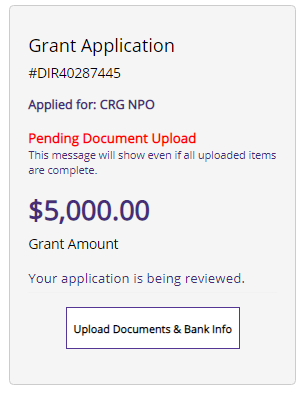 Grant Application
#DIR40287445
Applied for: CRG NPO
Pending Document Upload
This message will show even if all uploaded items
are complete.
$5,000.00
Grant Amount
Your application is being reviewed.
Upload Documents & Bank Info